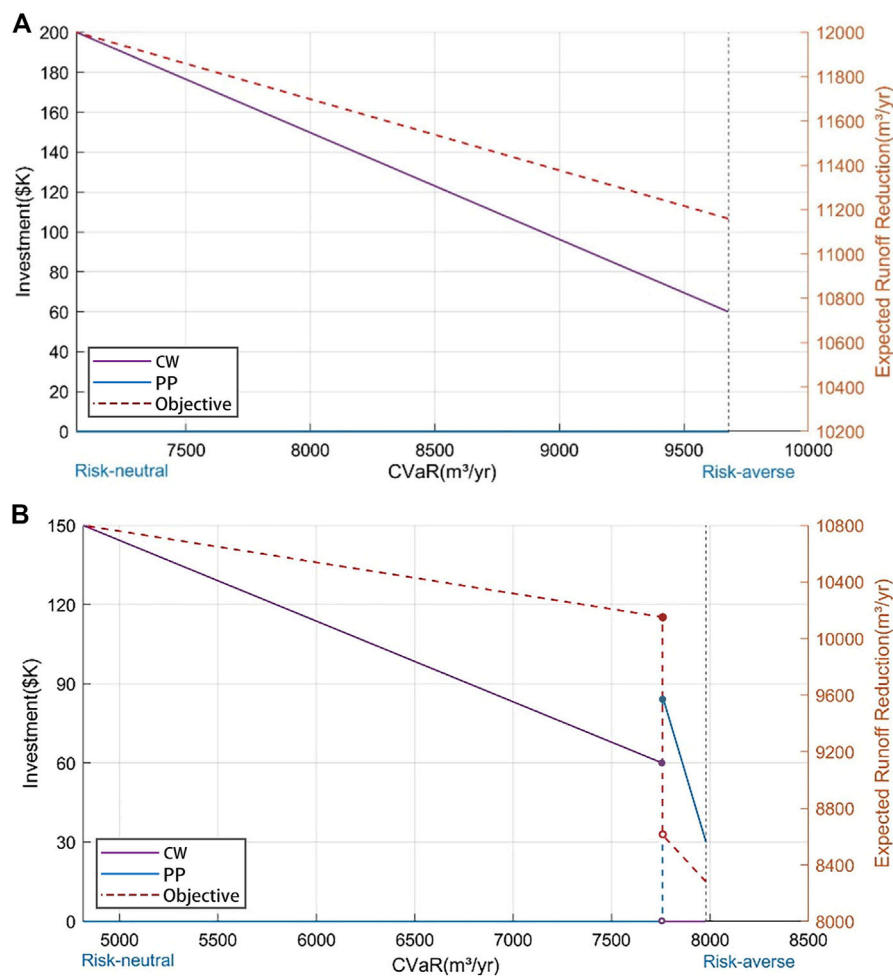 A
200
180
160
140
120
100
80
60
40
20
0
Investment($K)
12000
11800
11600
11400
11200
11000
10800
10600
10400
10200
Expected Runoff Reduction(m³/yr)
CW
PP
Objective
7500 8000 8500 9000 9500 10000
Risk-neutral CVaR(m³/yr) Risk-averse
B
150
120
90
60
30
0
Investment($K)
10800
10400
10000
9600
9200
8800
8400
8000
Expected Runoff Reduction(m³/yr)
CW
PP
Objective
5000 5500 6000 6500 7000 7500 8000 8500
Risk-neutral CVaR(m³/yr) Risk-averse